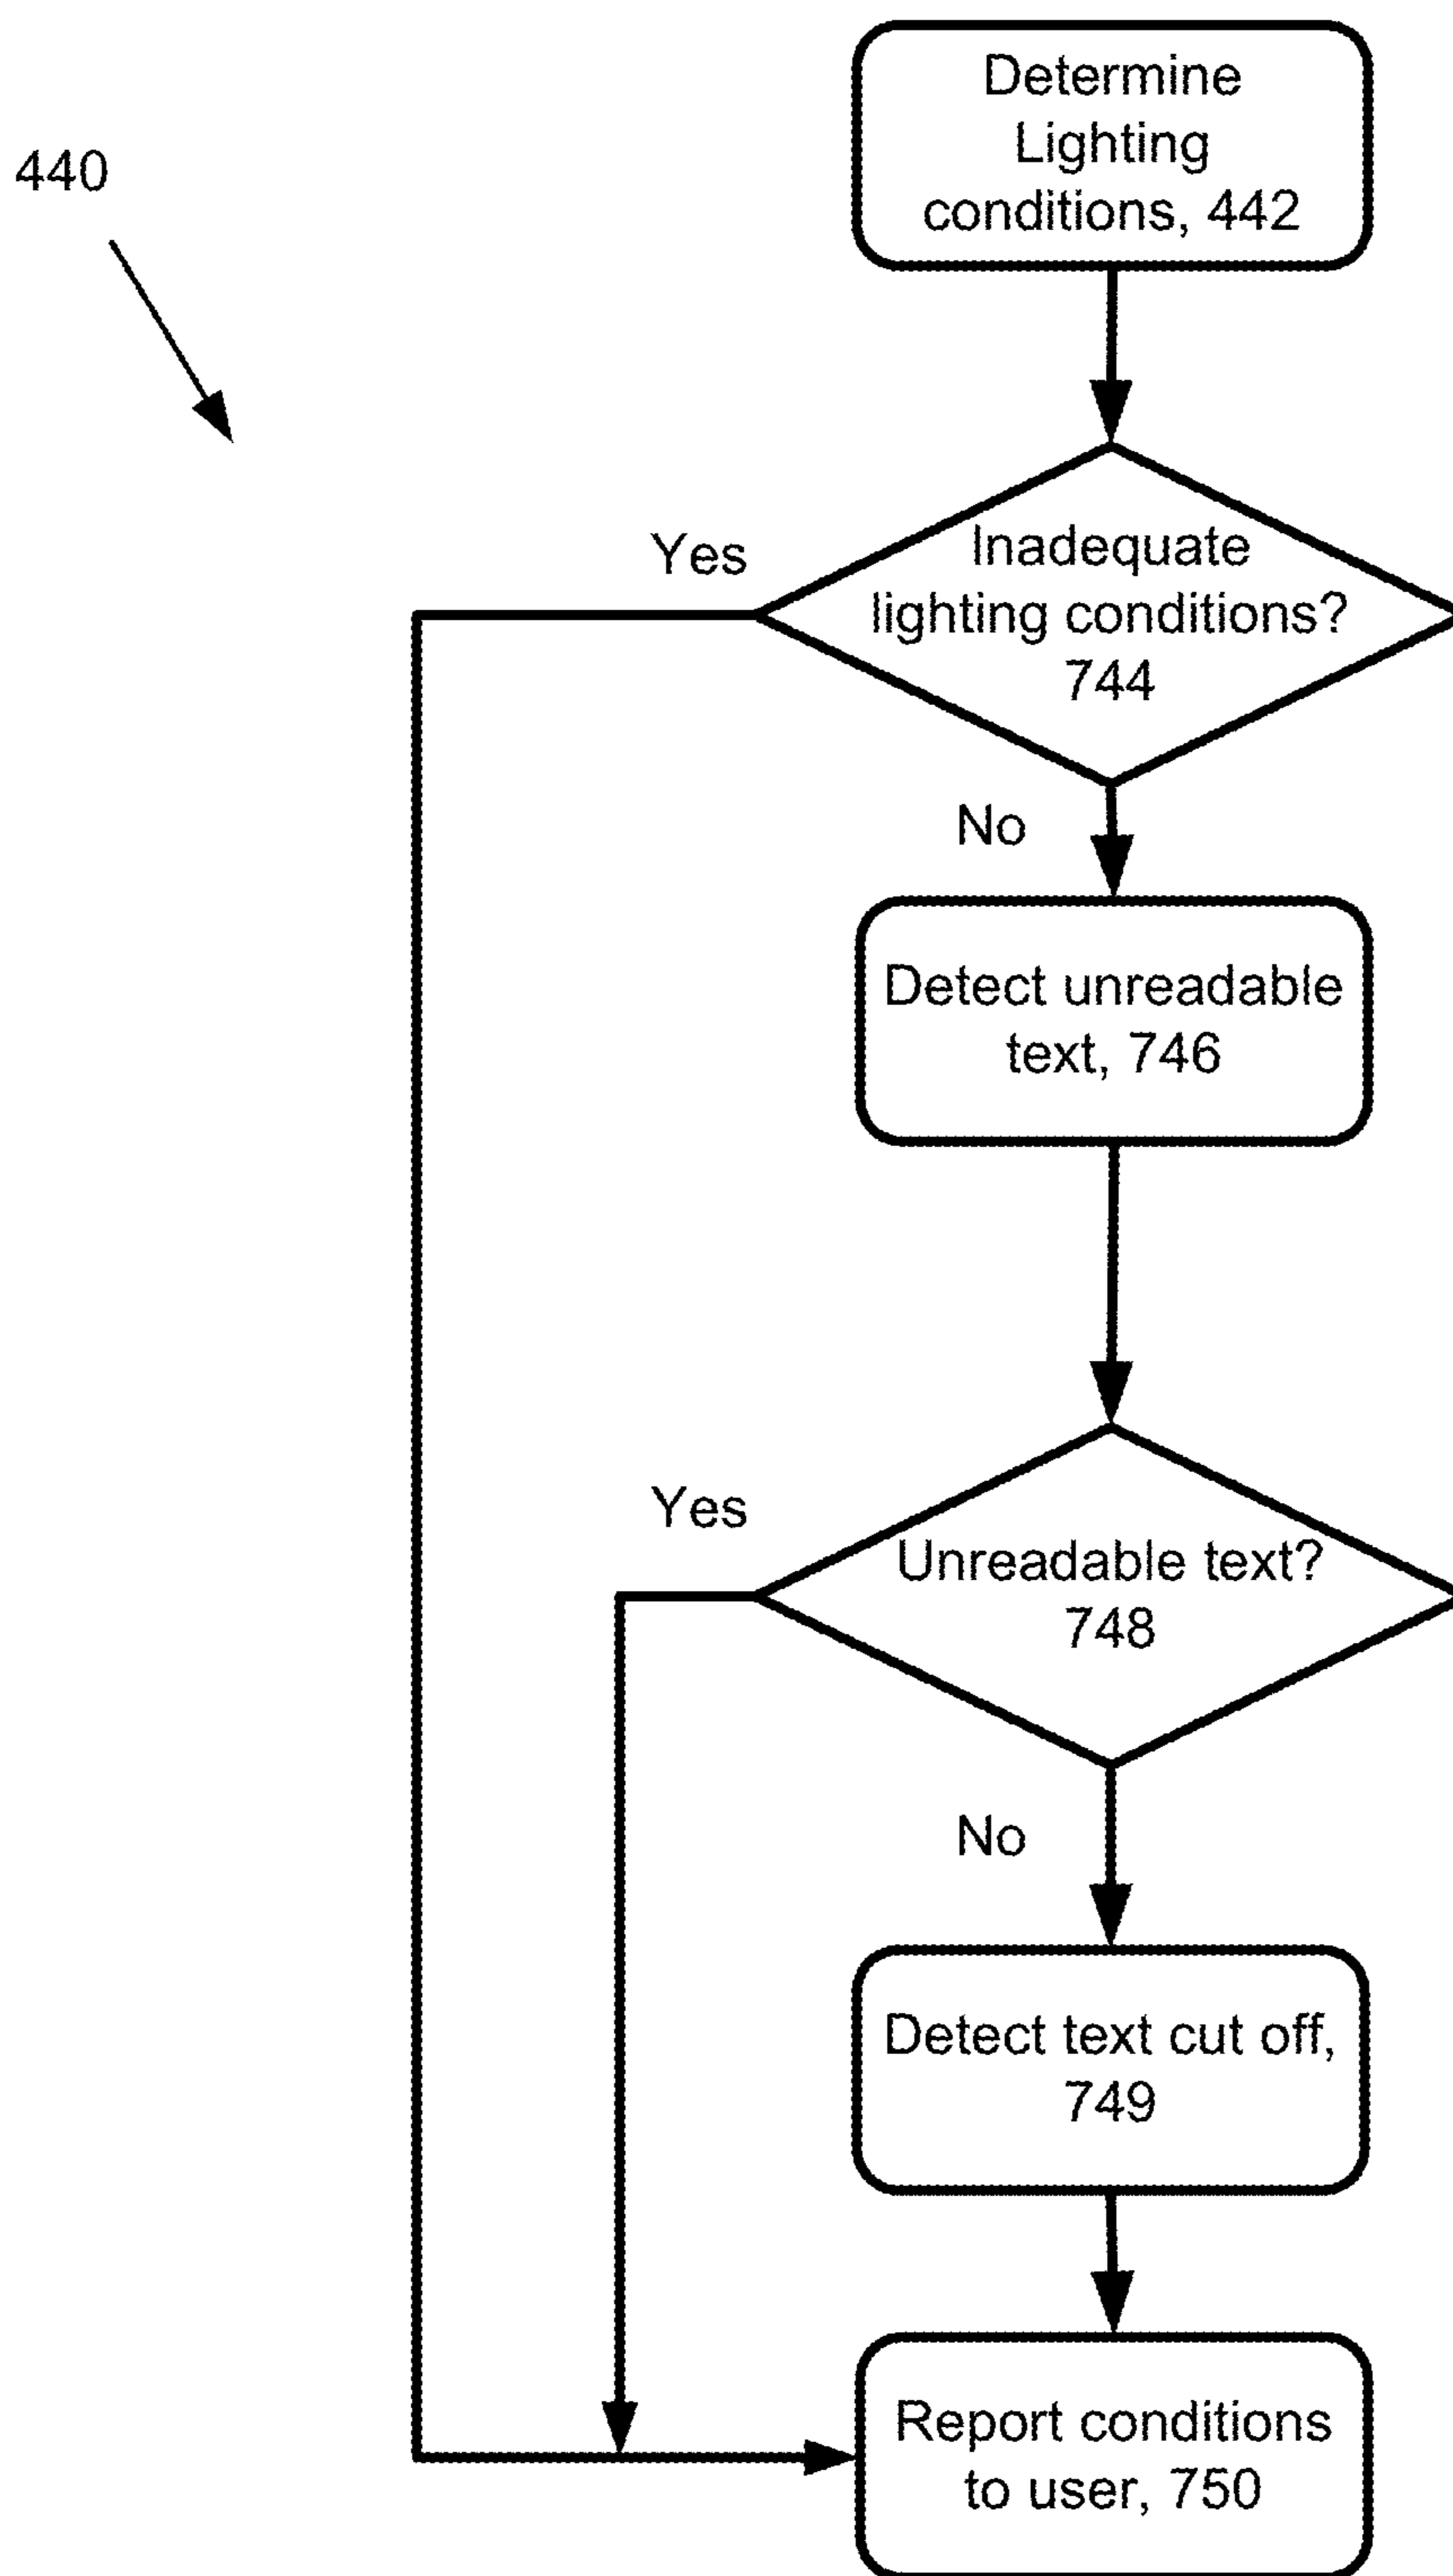 Determine
Lighting
conditions, 442
440
Yes
Inadequate
lighting conditions?
744
No
Detect unreadable
text, 746
Yes
Unreadable text?
748
No
Detect text cut off,
749
Report conditions
to user, 750